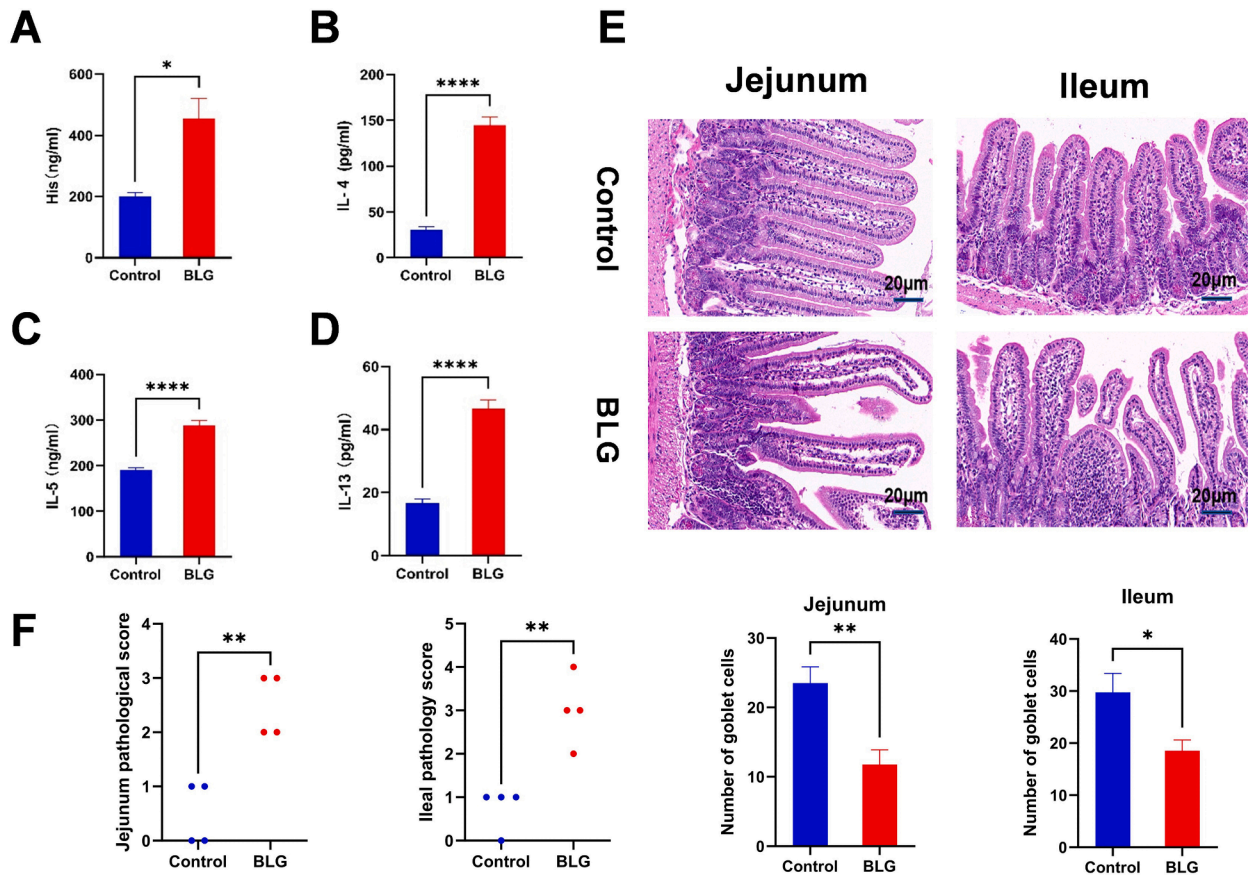 A
His(ng/ml)
600
400
200
0
*
Control
BLG
B
IL- 4 (pg/ml)
200
150
100
50
0
****
Control
BLG
C
IL-5(ng/ml)
400
300
200
100
0
****
Control
BLG
D
IL-13(pg/ml)
60
40
20
0
****
Control
BLG
E
Jejunum
Ileum
Control
20µm
20µm
BLG
20µm
20µm
F
Jejunum pathological score
4
3
2
1
0
**
Control
BLG
Ileal pathology score
5
4
3
2
1
0
**
Control
BLG
Jejunum
Number of goblet cells
30
20
10
0
**
Control
BLG
Ileum
Number of goblet cells
40
30
20
10
0
*
Control
BLG